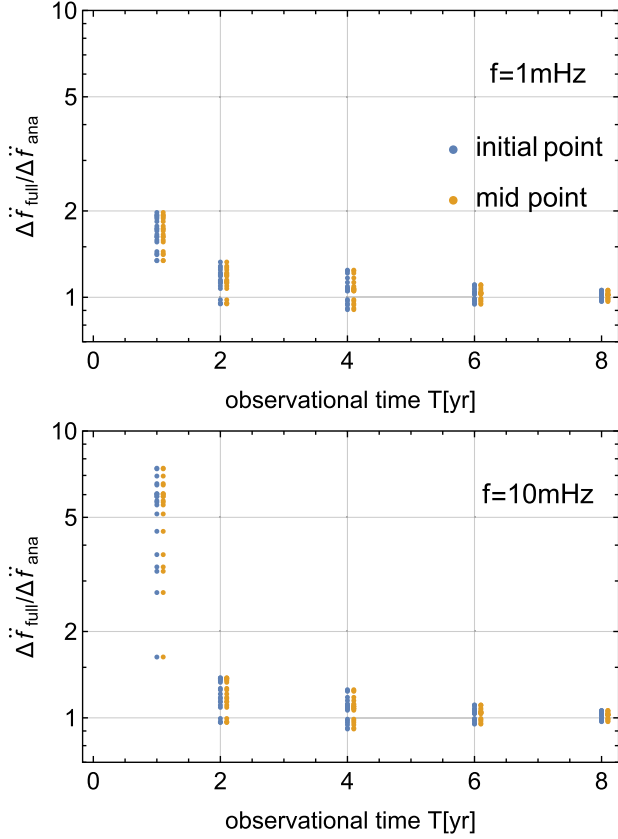 10
f=1mHz
5
initial point
mid point
2
1
Δf̈ full/Δf̈ ana
0 2 4 6 8
observational time T[yr]
10
f=10mHz
5
2
1
Δf̈ full/Δf̈ ana
0 2 4 6 8
observational time T[yr]